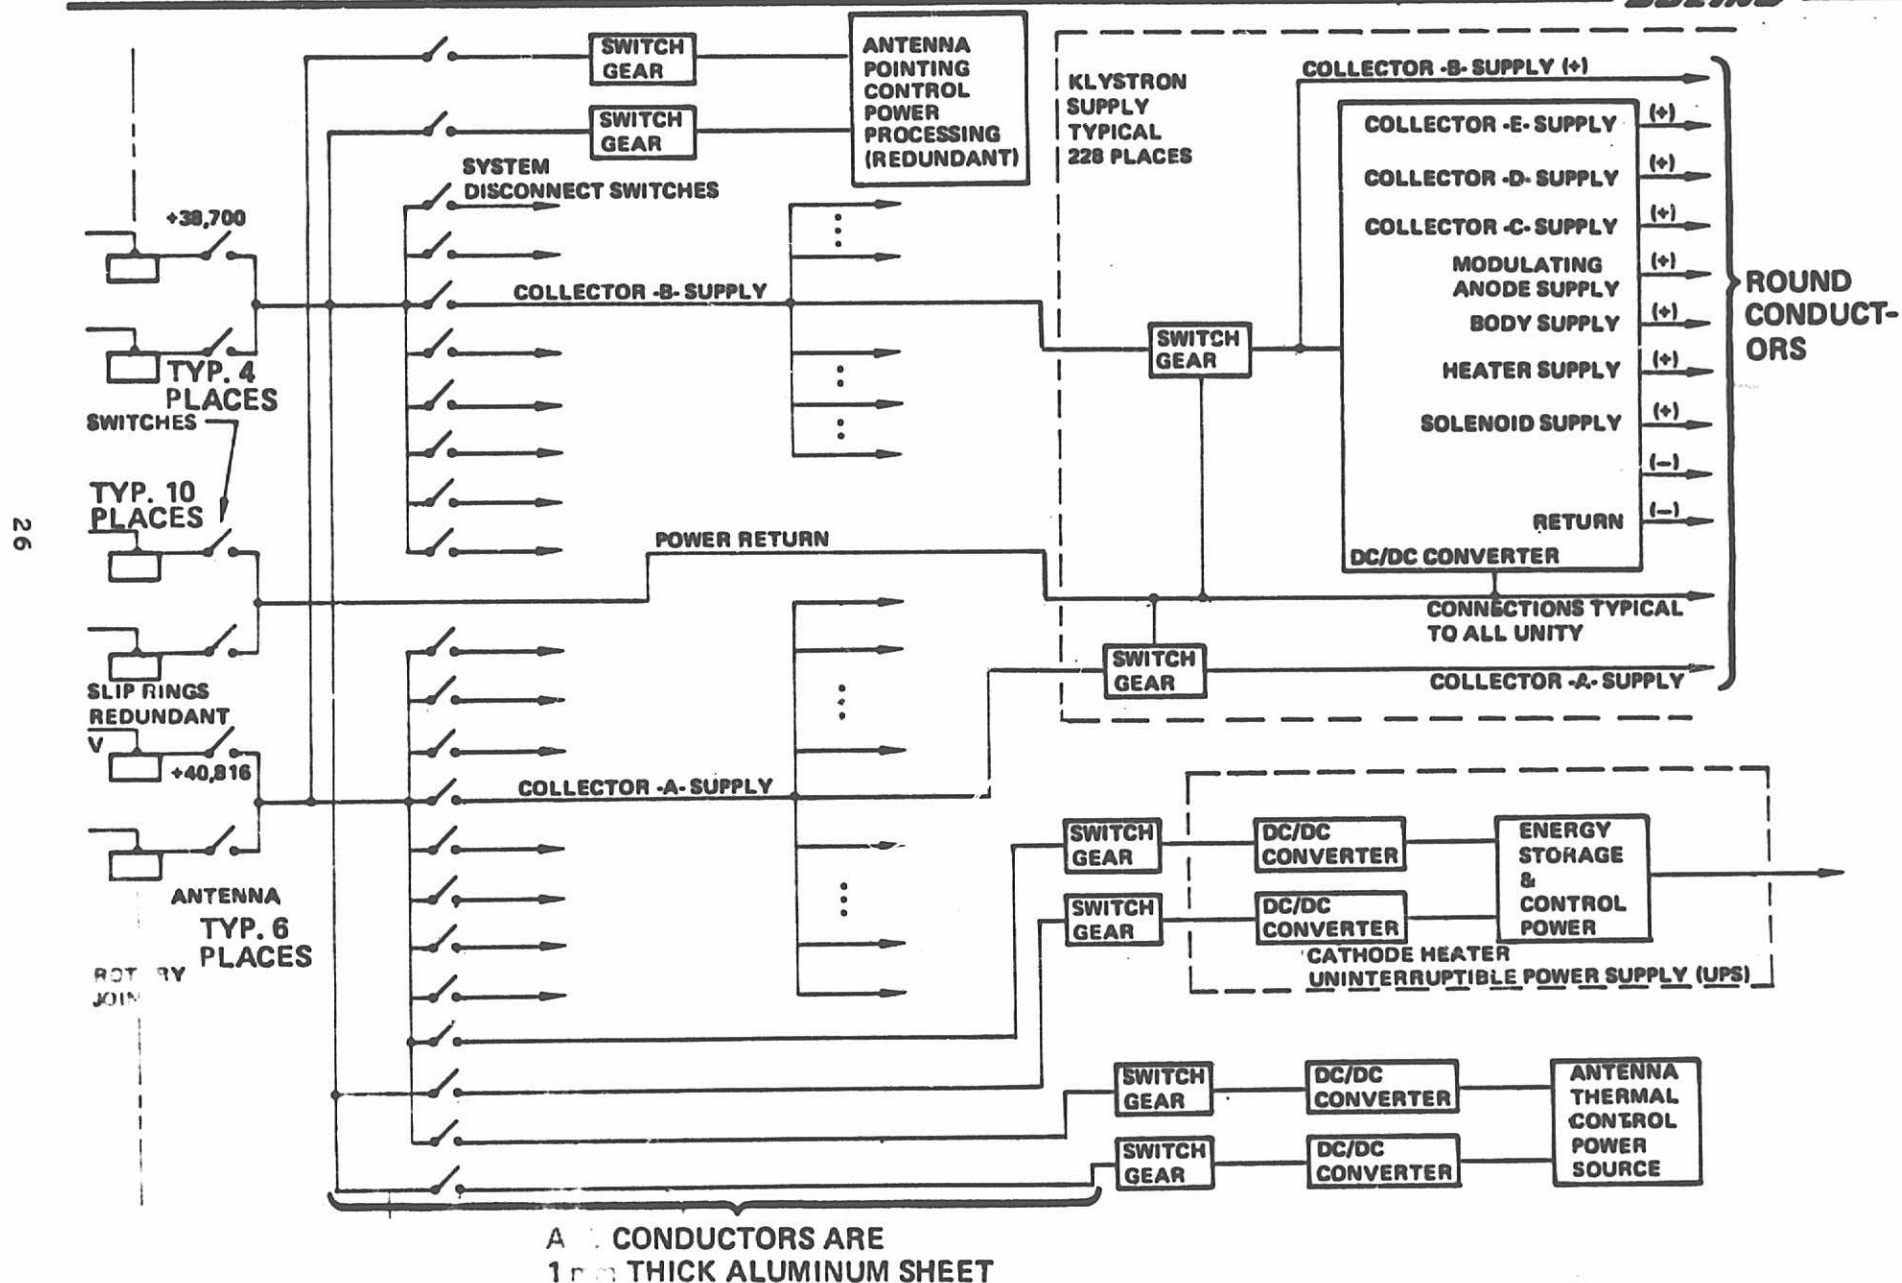 SWITCH
GEAR
SWITCH
GEAR
ANTENNA
POINTING
CONTROL
POWER
PROCESSING
(REDUNDANT)
SYSTEM
DISCONNECT SWITCHES
KLYSTRON
SUPPLY
TYPICAL
228 PLACES
COLLECTOR -B- SUPPLY (+)
COLLECTOR -E- SUPPLY (+)
COLLECTOR -D- SUPPLY (+)
COLLECTOR -C- SUPPLY (+)
MODULATING (+)
ANODE SUPPLY
BODY SUPPLY (+)
HEATER SUPPLY (+)
SOLENOID SUPPLY (+)
(−)
RETURN (−)
DC/DC CONVERTER
ROUND
CONDUCT-
ORS
+38,700
TYP. 4
PLACES
SWITCHES
COLLECTOR -B- SUPPLY
SWITCH
GEAR
TYP. 10
PLACES
26
POWER RETURN
CONNECTIONS TYPICAL
TO ALL UNITY
SWITCH
GEAR
COLLECTOR -A- SUPPLY
SLIP RINGS
REDUNDANT
V
+40,816
COLLECTOR -A- SUPPLY
ANTENNA
TYP. 6
PLACES
SWITCH
GEAR
DC/DC
CONVERTER
SWITCH
GEAR
DC/DC
CONVERTER
ENERGY
STORAGE
&
CONTROL
POWER
CATHODE HEATER
UNINTERRUPTIBLE POWER SUPPLY (UPS)
SWITCH
GEAR
DC/DC
CONVERTER
SWITCH
GEAR
DC/DC
CONVERTER
ANTENNA
THERMAL
CONTROL
POWER
SOURCE
CONDUCTORS ARE
THICK ALUMINUM SHEET